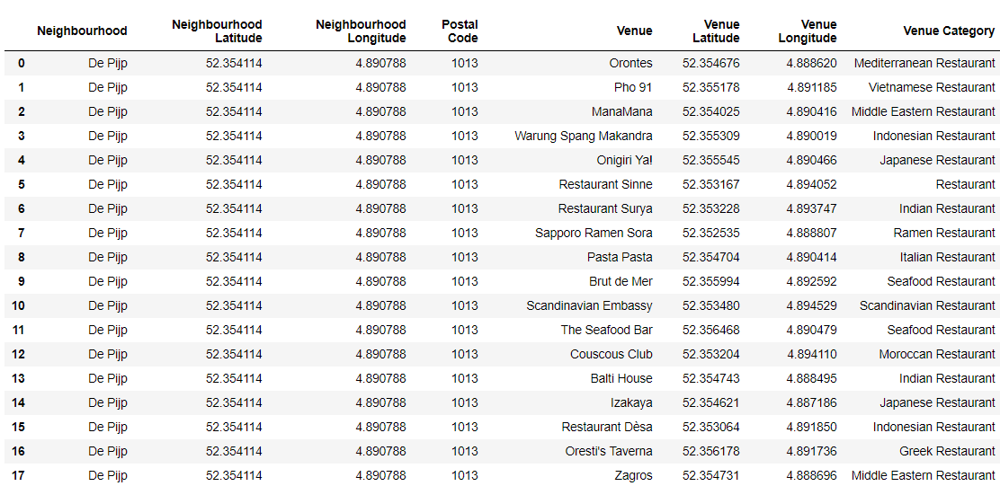 Neighbourhood Neighbourhood Latitude Neighbourhood Longitude Postal Code Venue Venue Latitude Venue Longitude Venue Category
0 De Pijp 52.354114 4.890788 1013 Orontes 52.354676 4.888620 Mediterranean Restaurant
1 De Pijp 52.354114 4.890788 1013 Pho 91 52.355178 4.891185 Vietnamese Restaurant
2 De Pijp 52.354114 4.890788 1013 ManaMana 52.354025 4.890416 Middle Eastern Restaurant
3 De Pijp 52.354114 4.890788 1013 Warung Spang Makandra 52.355309 4.890019 Indonesian Restaurant
4 De Pijp 52.354114 4.890788 1013 Onigiri Ya! 52.355545 4.890466 Japanese Restaurant
5 De Pijp 52.354114 4.890788 1013 Restaurant Sinne 52.353167 4.894052 Restaurant
6 De Pijp 52.354114 4.890788 1013 Restaurant Surya 52.353228 4.893747 Indian Restaurant
7 De Pijp 52.354114 4.890788 1013 Sapporo Ramen Sora 52.352535 4.888807 Ramen Restaurant
8 De Pijp 52.354114 4.890788 1013 Pasta Pasta 52.354704 4.890414 Italian Restaurant
9 De Pijp 52.354114 4.890788 1013 Brut de Mer 52.355994 4.892592 Seafood Restaurant
10 De Pijp 52.354114 4.890788 1013 Scandinavian Embassy 52.353480 4.894529 Scandinavian Restaurant
11 De Pijp 52.354114 4.890788 1013 The Seafood Bar 52.356468 4.890479 Seafood Restaurant
12 De Pijp 52.354114 4.890788 1013 Couscous Club 52.353204 4.894110 Moroccan Restaurant
13 De Pijp 52.354114 4.890788 1013 Balti House 52.354743 4.888495 Indian Restaurant
14 De Pijp 52.354114 4.890788 1013 Izakaya 52.354621 4.887186 Japanese Restaurant
15 De Pijp 52.354114 4.890788 1013 Restaurant Dèsa 52.353064 4.891850 Indonesian Restaurant
16 De Pijp 52.354114 4.890788 1013 Oresti's Taverna 52.356178 4.891736 Greek Restaurant
17 De Pijp 52.354114 4.890788 1013 Zagros 52.354731 4.888696 Middle Eastern Restaurant